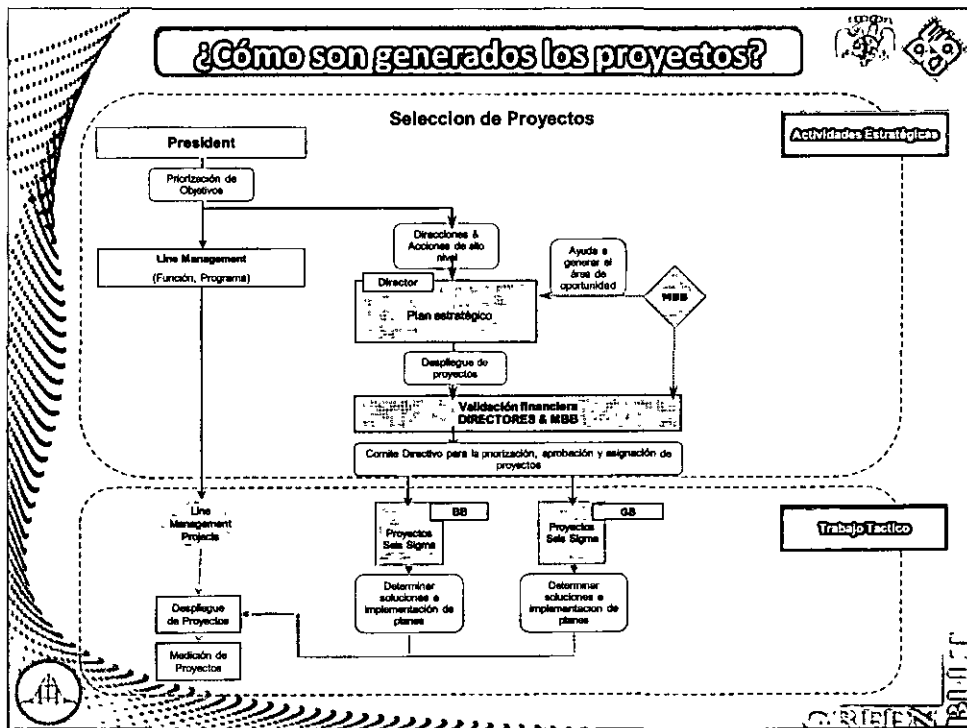 ¿Cómo son generados los proyectos?
Seleccion de Proyectos
Actividades Estratégicas
President
Priorización de
Objetivos
Line Management
(Función, Programa)
Direcciones &
Acciones de alto
nivel
Ayuda a
generar el
área de
oportunidad
MBB
Director
Plan estratégico
Despliegue de
proyectos
Validación financiera
DIRECTORES & MBB
Comite Directivo para la priorización, aprobación y asignación de
proyectos
Line
Management
Projects
BB
Proyectos
Seis Sigma
GB
Proyectos
Seis Sigma
Trabajo Tactico
Determinar
soluciones e
implementación de
planes
Determinar
soluciones e
implementacion de
planes
Despliegue
de Proyectos
Medición de
Proyectos